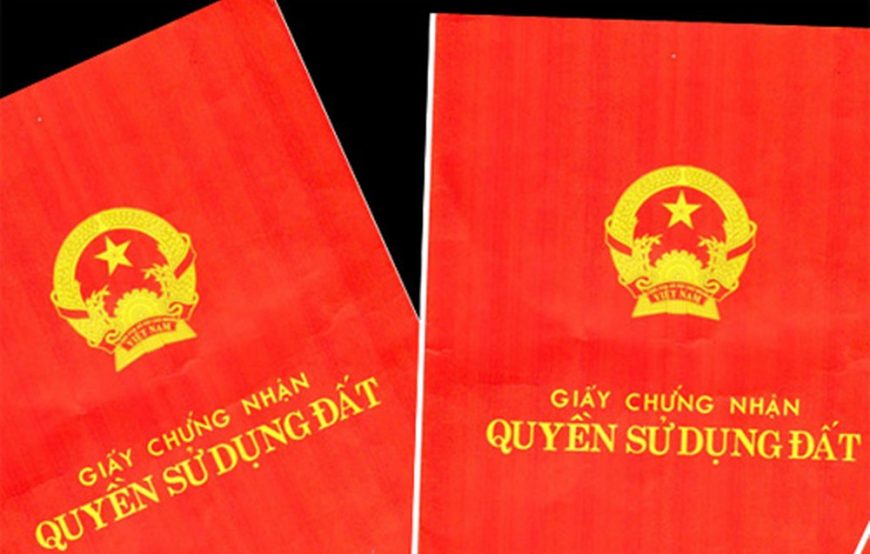 VIỆT NAM
GIẤY CHỨNG NHẬN
QUYỀN SỬ DỤNG ĐẤT
VIỆT NAM
GIẤY CHỨNG NHẬN
QUYỀN SỬ DỤNG ĐẤT